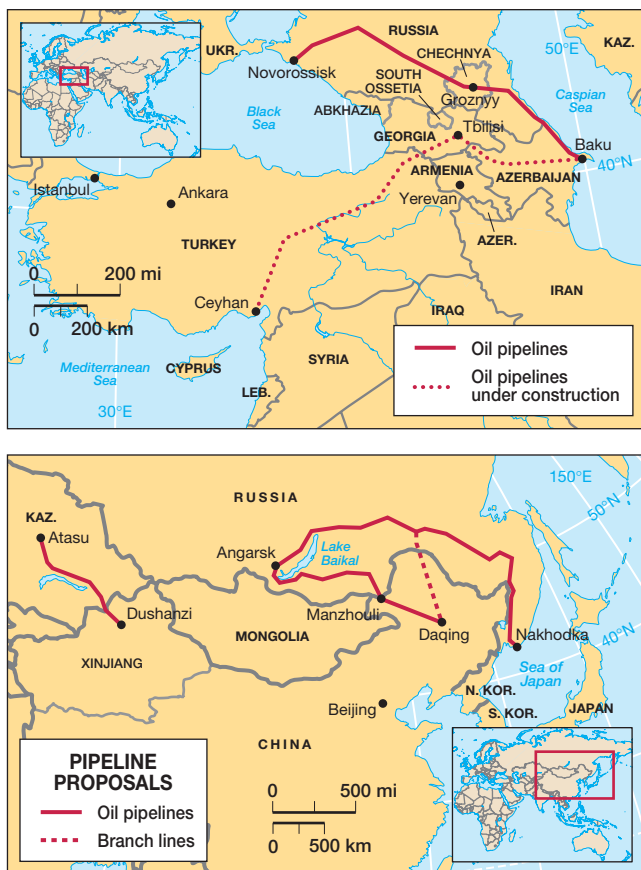 RUSSIA
UKR.
KAZ.
50°E
CHECHNYA
Novorossisk
SOUTH
OSSETIA
Groznyy
Caspian
Sea
ABKHAZIA
Black
Sea
Tbilisi
GEORGIA
Baku
40°N
ARMENIA
AZERBAIJAN
Istanbul
Ankara
Yerevan
TURKEY
AZER.
0
200 mi
0
200 km
Ceyhan
IRAN
IRAQ
SYRIA
Mediterranean
Sea
CYPRUS
LEB.
30°E
Oil pipelines
Oil pipelines
under construction
150°E
RUSSIA
50°N
KAZ.
Atasu
Angarsk
Lake
Baikal
Dushanzi
Manzhouli
MONGOLIA
Daqing
Nakhodka
40°N
XINJIANG
Sea of
Japan
N. KOR.
Beijing
S. KOR.
JAPAN
CHINA
PIPELINE
PROPOSALS
Oil pipelines
Branch lines
0
500 mi
0
500 km